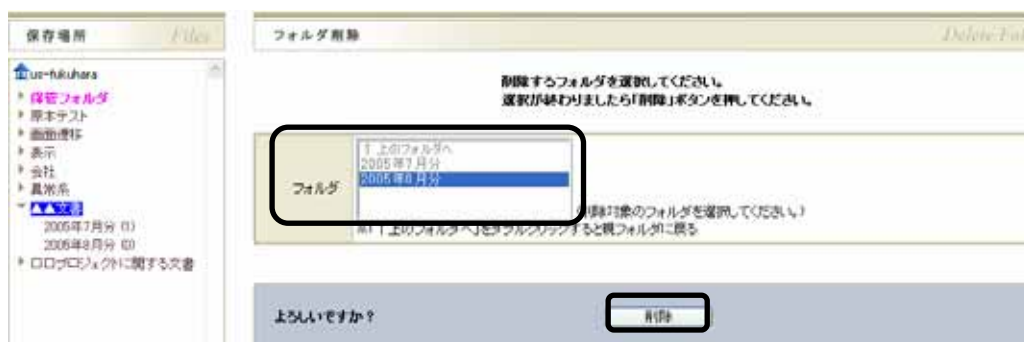 保存場所
Files
us-fukuhara
保管フォルダ
原本テスト
画面遷移
表示
会社
異常系
▲▲文書
2005年7月分 (1)
2005年8月分 (0)
ロロプロジェクトに関する文書
フォルダ削除
Delete Fol
削除するフォルダを選択してください。
選択が終わりましたら「削除」ボタンを押してください。
フォルダ
↑ 上のフォルダへ
2005年7月分
2005年8月分
削除対象のフォルダを選択してください。)
上のフォルダへ」をダブルクリックすると親フォルダに戻る
よろしいですか?
削除